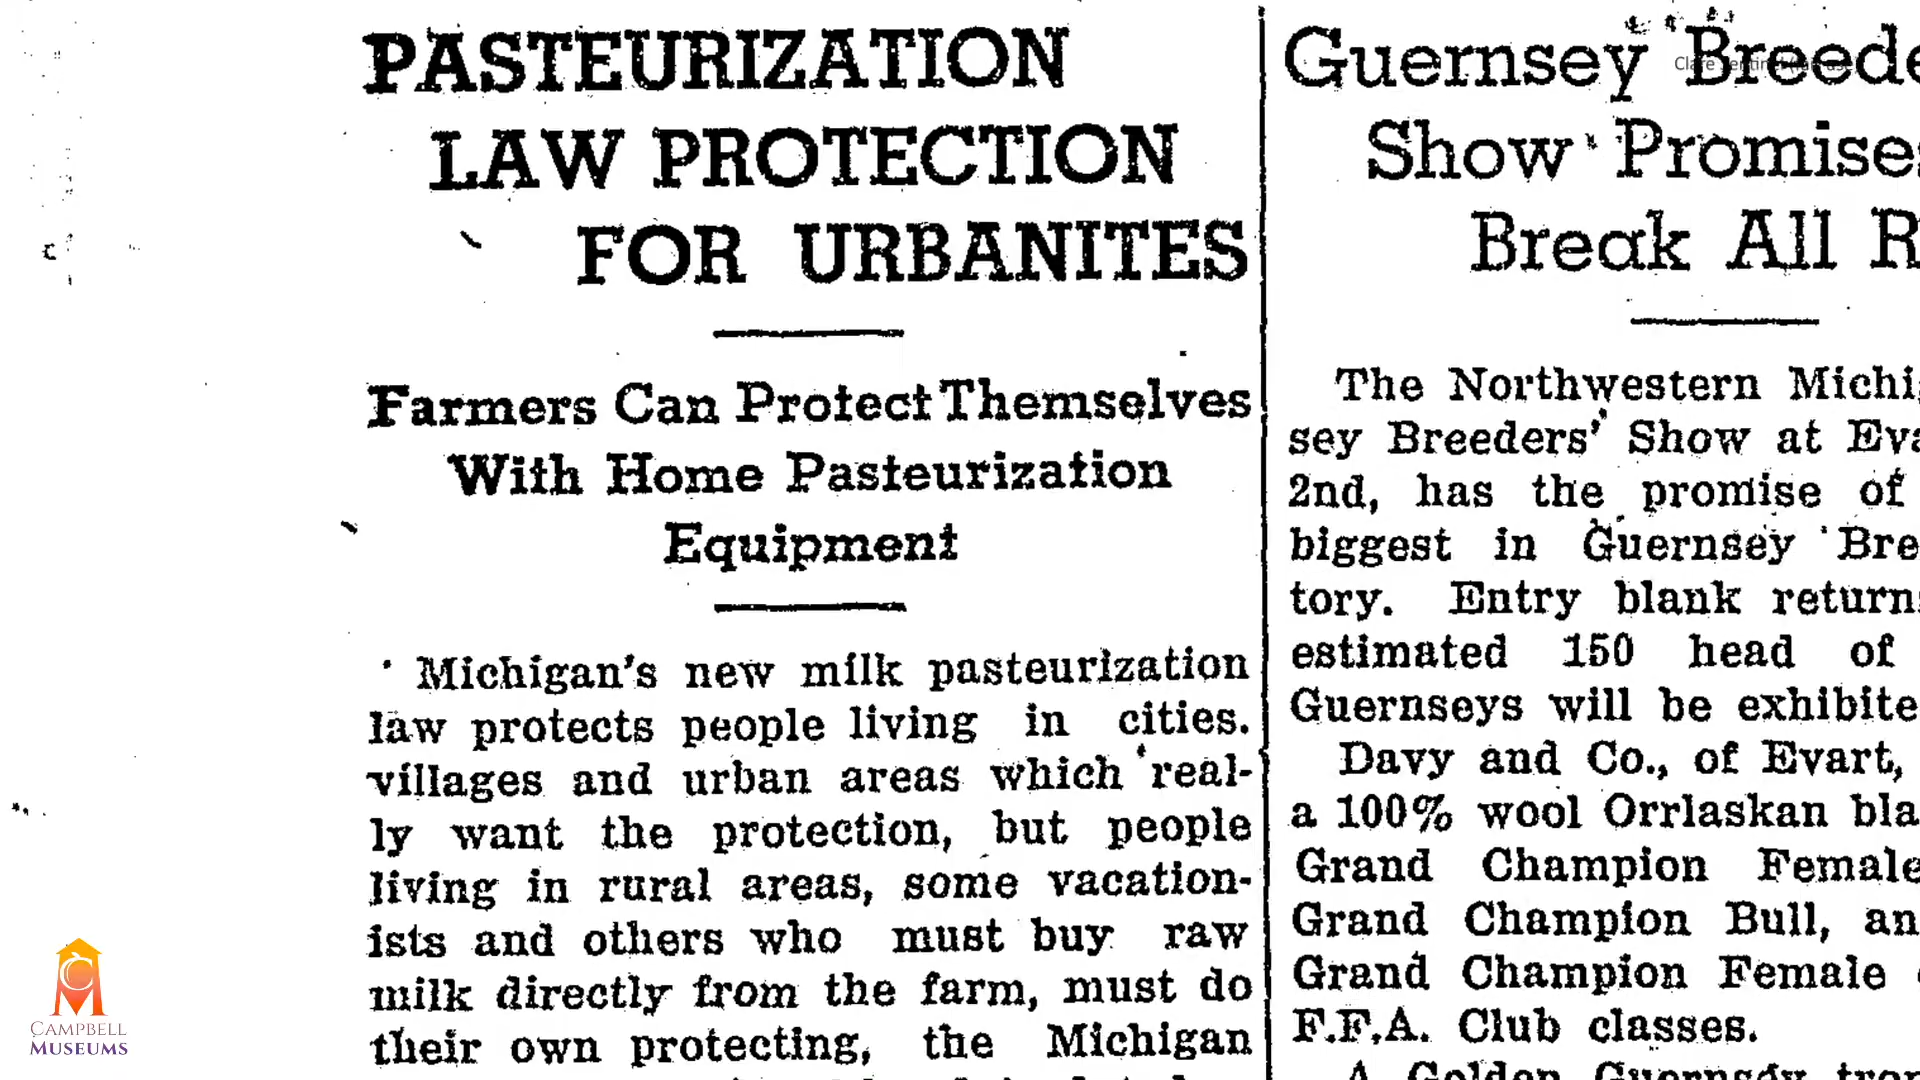 PASTEURIZATION
LAW PROTECTION
FOR URBANITES
Farmers Can Protect Themselves
With Home Pasteurization
Equipment
Michigan's new milk pasteurization
law protects people living in cities.
villages and urban areas which real-
ly want the protection, but people
living in rural areas, some vacation-
ists and others who must buy raw
milk directly from the farm, must do
their own protecting, the Michigan
Guernsey Breede
Show Promises
Break All R
The Northwestern Michi
sey Breeders' Show at Eva
2nd, has the promise of
biggest in Guernsey Bre
tory. Entry blank return
estimated 150 head of
Guernseys will be exhibite
Davy and Co., of Evart,
a 100% wool Orrlaskan bla
Grand Champion Female
Grand Champion Bull, an
Grand Champion Female
F.F.A. Club classes.
A Golden Guernsey
CAMPBELL
MUSEUMS